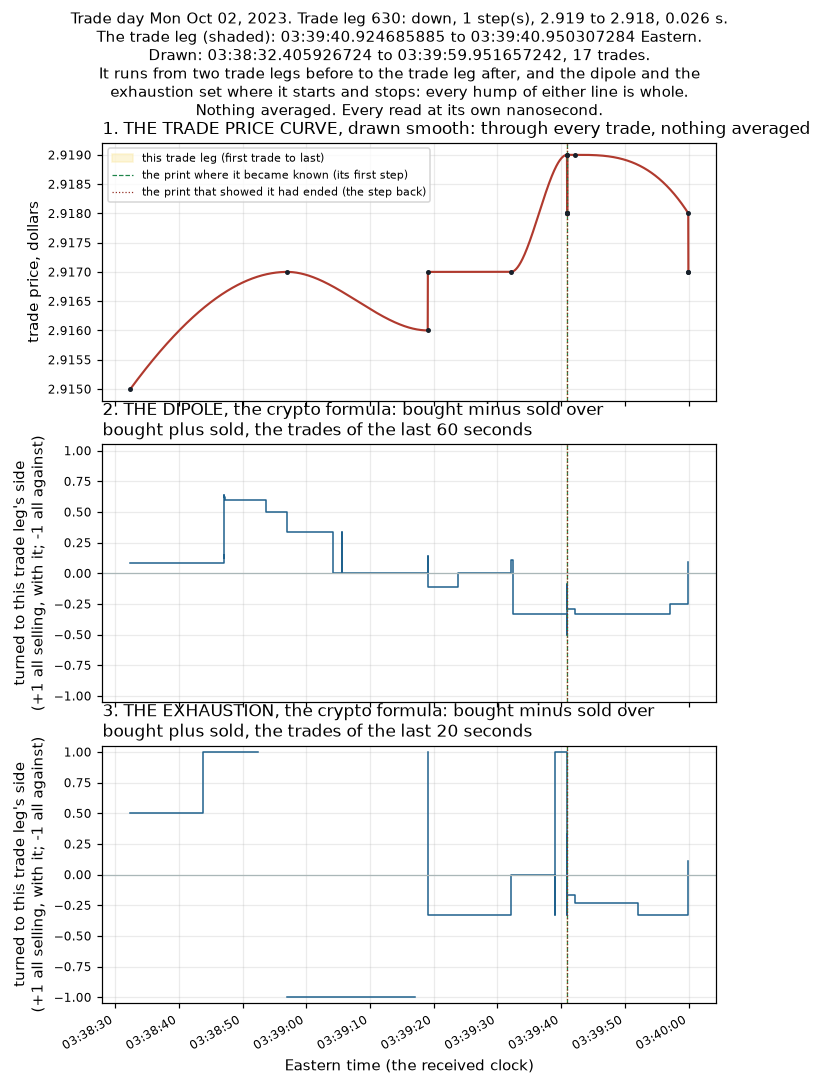 Trade day Mon Oct 02, 2023. Trade leg 630: down, 1 step(s), 2.919 to 2.918, 0.026 s.
The trade leg (shaded): 03:39:40.924685885 to 03:39:40.950307284 Eastern.
Drawn: 03:38:32.405926724 to 03:39:59.951657242, 17 trades.
It runs from two trade legs before to the trade leg after, and the dipole and the
exhaustion set where it starts and stops: every hump of either line is whole.
Nothing averaged. Every read at its own nanosecond.
1. THE TRADE PRICE CURVE, drawn smooth: through every trade, nothing averaged
this trade leg (first trade to last)
the print where it became known (its first step)
the print that showed it had ended (the step back)
trade price, dollars
2.9190
2.9185
2.9180
2.9175
2.9170
2.9165
2.9160
2.9155
2.9150
2. THE DIPOLE, the crypto formula: bought minus sold over
bought plus sold, the trades of the last 60 seconds
turned to this trade leg's side
(+1 all selling, with it; -1 all against)
1.00
0.75
0.50
0.25
0.00
−0.25
−0.50
−0.75
−1.00
3. THE EXHAUSTION, the crypto formula: bought minus sold over
bought plus sold, the trades of the last 20 seconds
turned to this trade leg's side
(+1 all selling, with it; -1 all against)
1.00
0.75
0.50
0.25
0.00
−0.25
−0.50
−0.75
−1.00
03:38:30
03:38:40
03:38:50
03:39:00
03:39:10
03:39:20
03:39:30
03:39:40
03:39:50
03:40:00
Eastern time (the received clock)